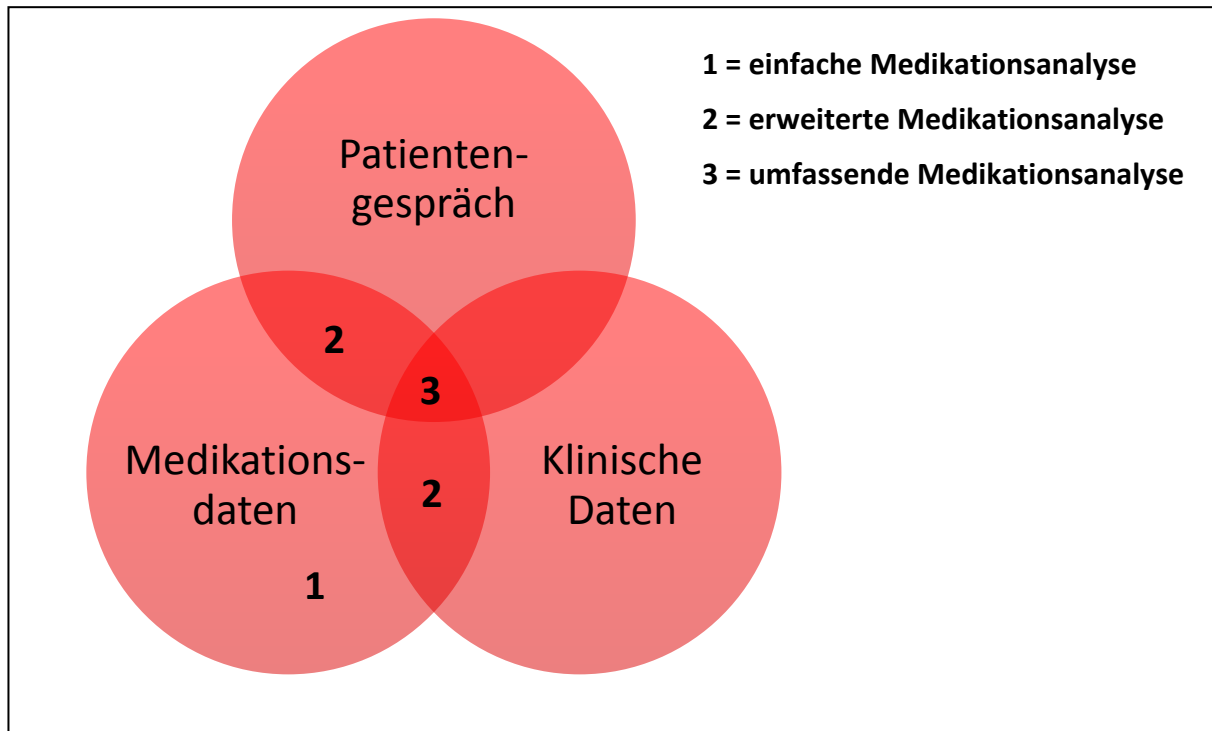 1 = einfache Medikationsanalyse
2 = erweiterte Medikationsanalyse
3 = umfassende Medikationsanalyse
Patienten-
gespräch
2
3
Medikations-
daten
Klinische
Daten
2
1